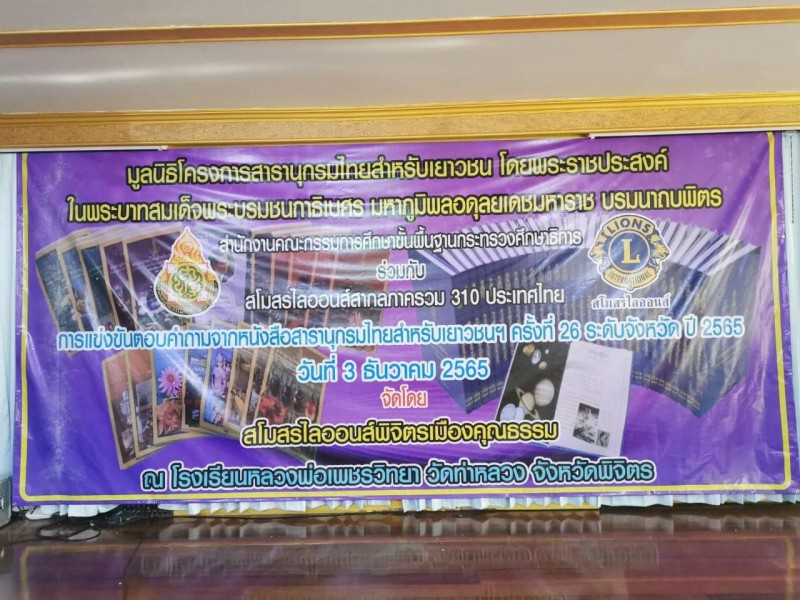 มูลนิธิโครงการสารานุกรมไทยสำหรับเยาวชน โดยพระราชประสงค์
ในพระบาทสมเด็จพระบรมชนกาธิเบศร มหาภูมิพลอดุลยเดชมหาราช บรมนาถบพิตร
สำนักงานคณะกรรมการศึกษาขั้นพื้นฐานกระทรวงศึกษาธิการ
ร่วมกับ
สโมสรไลออนส์สากลภาครวม 310 ประเทศไทย
LIONS
L
INTERNATIONAL
สโมสรไลออนส์
การแข่งขันตอบคำถามจากหนังสือสารานุกรมไทยสำหรับเยาวชนฯ ครั้งที่ 26 ระดับจังหวัด ปี 2565
วันที่ 3 ธันวาคม 2565
จัดโดย
สโมสรไลออนส์พิจิตรเมืองคุณธรรม
ณ โรงเรียนหลวงพ่อเพชรวิทยา วัดท่าหลวง จังหวัดพิจิตร